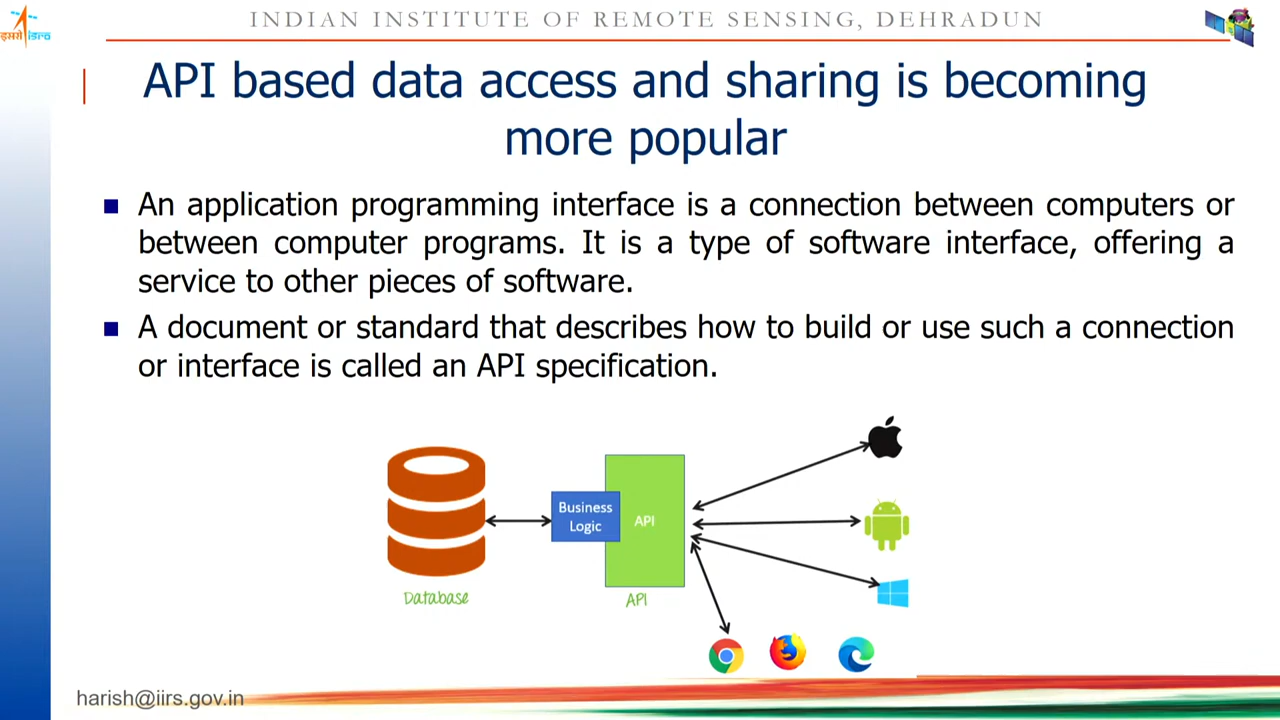 INDIAN INSTITUTE OF REMOTE SENSING, DEHRADUN
इसरो isro
API based data access and sharing is becoming
more popular
An application programming interface is a connection between computers or
between computer programs. It is a type of software interface, offering a
service to other pieces of software.
A document or standard that describes how to build or use such a connection
or interface is called an API specification.
Business
Logic
API
Database
API
harish@iirs.gov.in